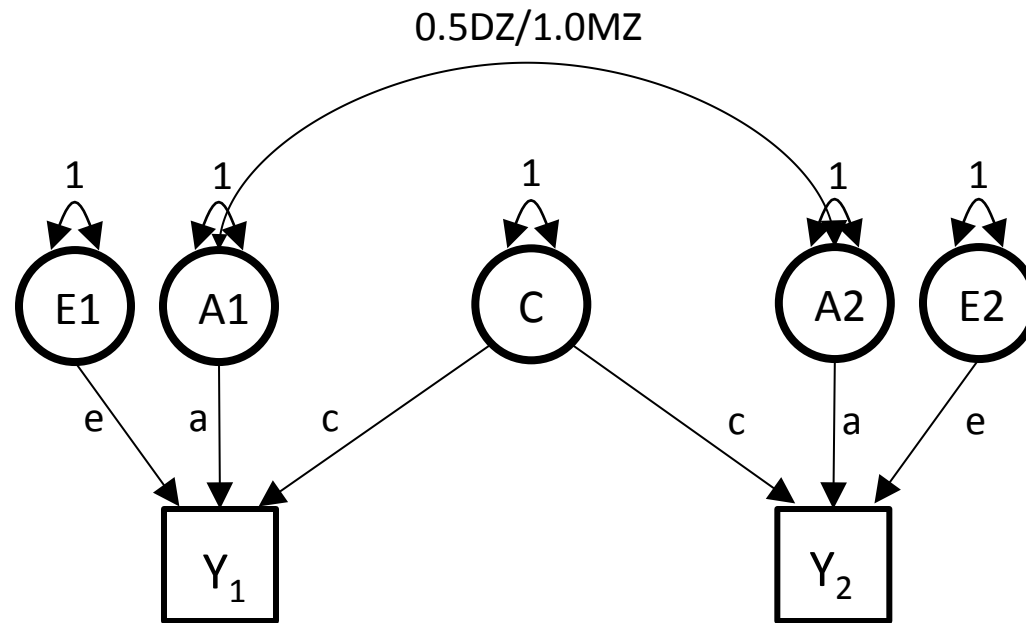 0.5DZ/1.0MZ
1 1 1 1 1
E1 A1 C A2 E2
e a c c a e
Y₁ Y₂